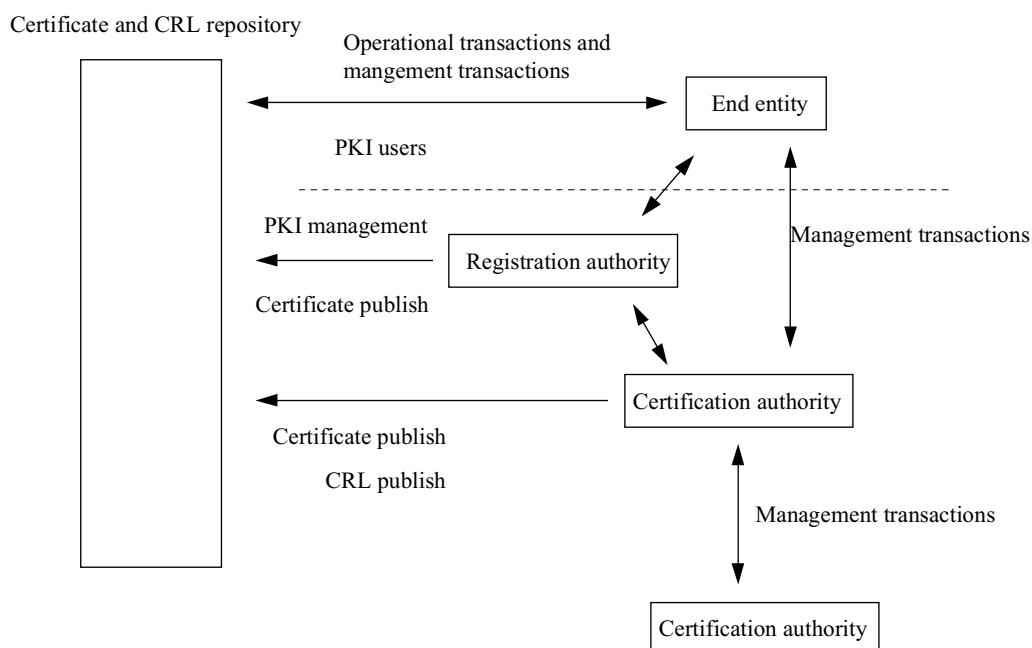 Certificate and CRL repository
Operational transactions and
mangement transactions
End entity
PKI users
PKI management
Management transactions
Registration authority
Certificate publish
Certification authority
Certificate publish
CRL publish
Management transactions
Certification authority